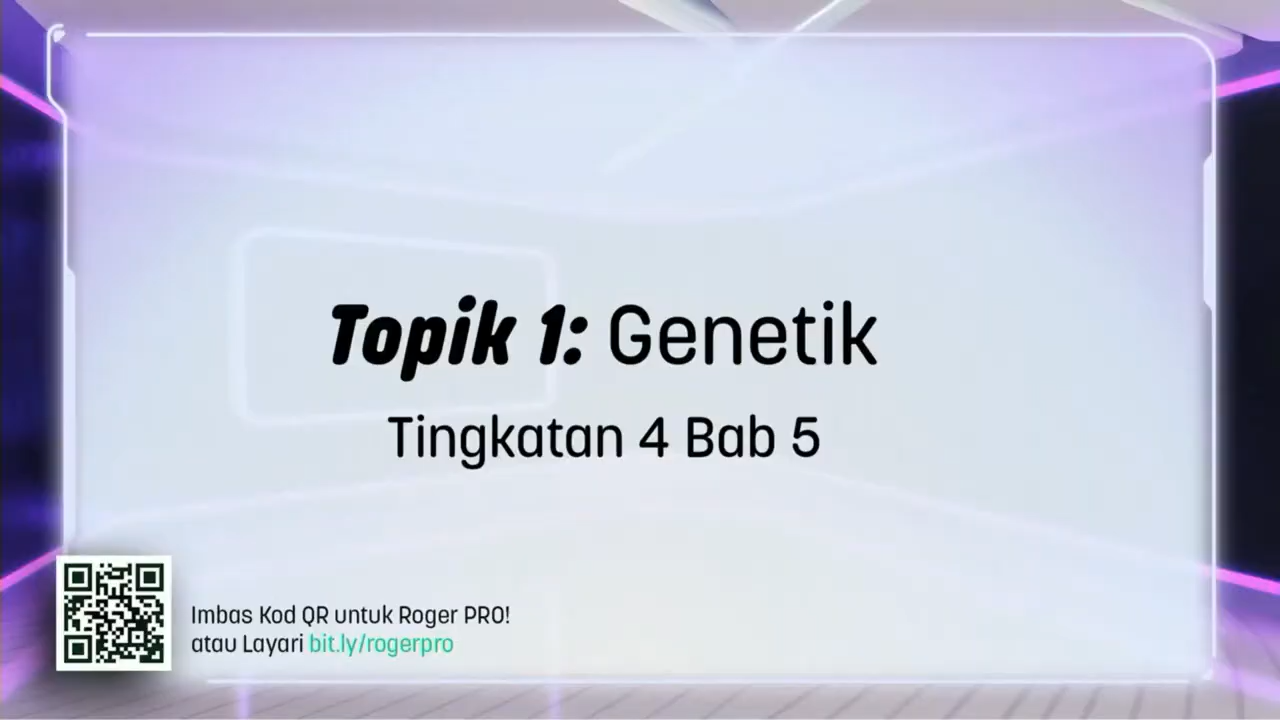 Topik 1: Genetik
Tingkatan 4 Bab 5
Imbas Kod QR untuk Roger PRO!
atau Layari bit.ly/rogerpro